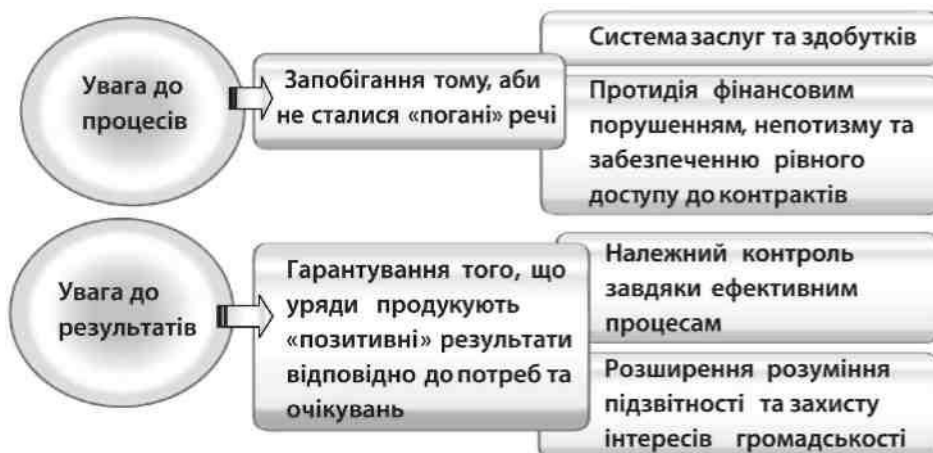 Увага до
процесів
Запобігання тому, аби
не сталися «погані» речі
Система заслуг та здобутків
Протидія фінансовим
порушенням, непотизму та
забезпеченню рівного
доступу до контрактів
Увага до
результатів
Гарантування того, що
уряди продукують
«позитивні» результати
відповідно до потреб та
очікувань
Належний контроль
завдяки ефективним
процесам
Розширення розуміння
підзвітності та захисту
інтересів громадськості